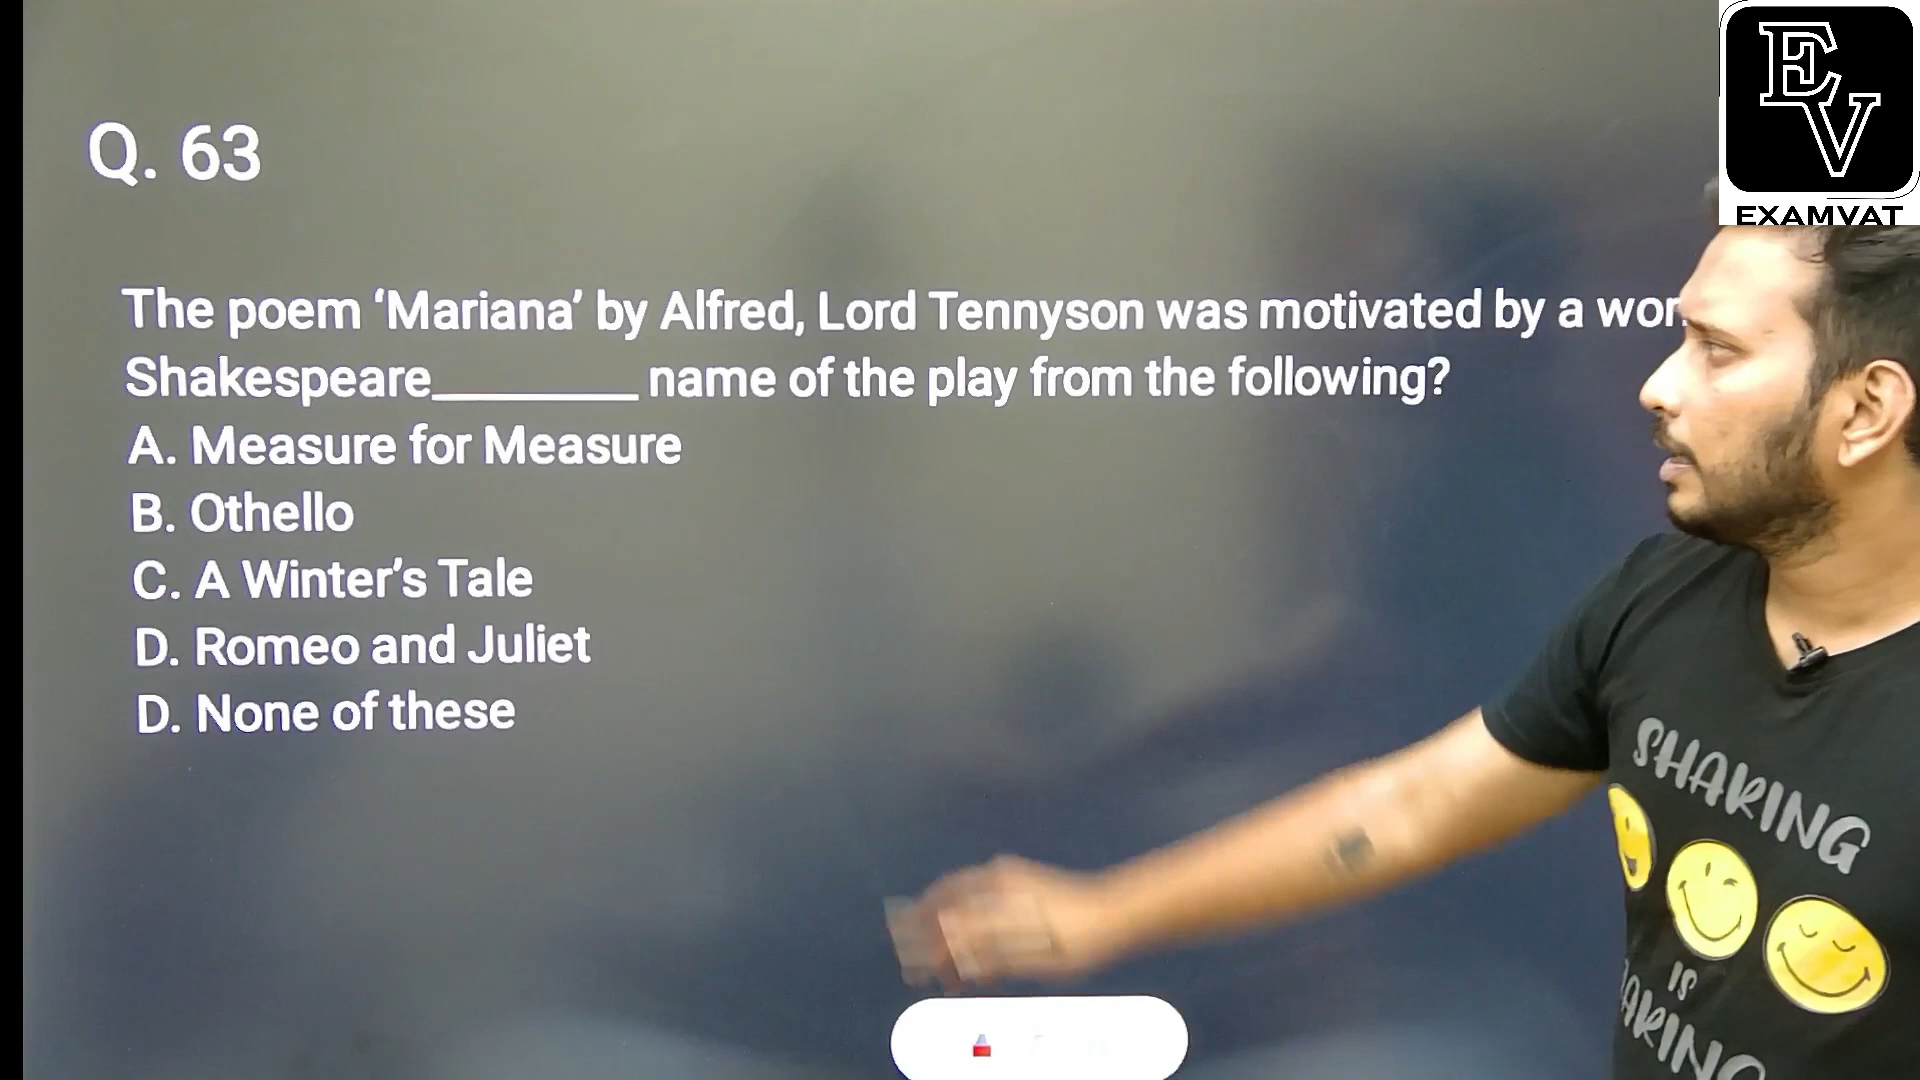 EV
EXAMVAT
Q. 63
The poem ‘Mariana’ by Alfred, Lord Tennyson was motivated by a
Shakespeare________ name of the play from the following?
A. Measure for Measure
B. Othello
C. A Winter’s Tale
D. Romeo and Juliet
D. None of these
SHARING
IS